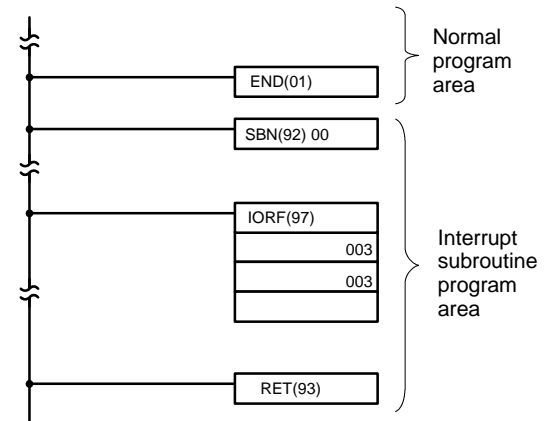 Normal
program
area
END(01)
SBN(92) 00
IORF(97)
003
003
Interrupt
subroutine
program
area
RET(93)